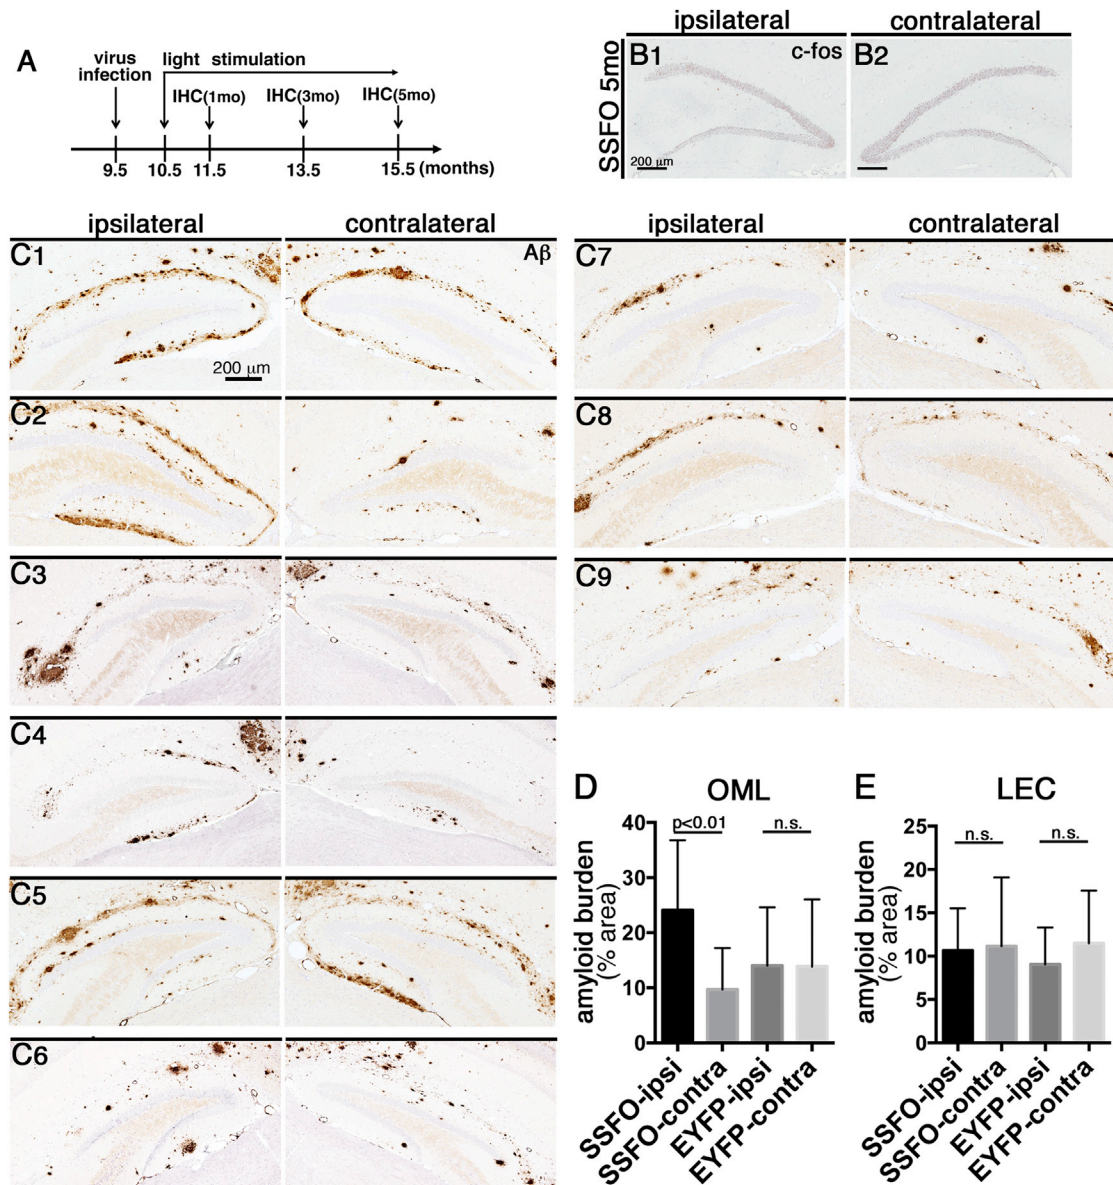 A
virus
infection
light stimulation
IHC(1mo) IHC(3mo) IHC(5mo)
9.5 10.5 11.5 13.5 15.5 (months)
ipsilateral contralateral
SSFO 5mo
B1 c-fos B2
200 µm
ipsilateral contralateral
C1 Aβ
200 µm
C2
C3
C4
C5
C6
ipsilateral contralateral
C7
C8
C9
D OML
amyloid burden
(% area)
40
30
20
10
0
p<0.01 n.s.
SSFO-ipsi
SSFO-contra
EYFP-ipsi
EYFP-contra
E LEC
amyloid burden
(% area)
25
20
15
10
5
0
n.s. n.s.
SSFO-ipsi
SSFO-contra
EYFP-ipsi
EYFP-contra